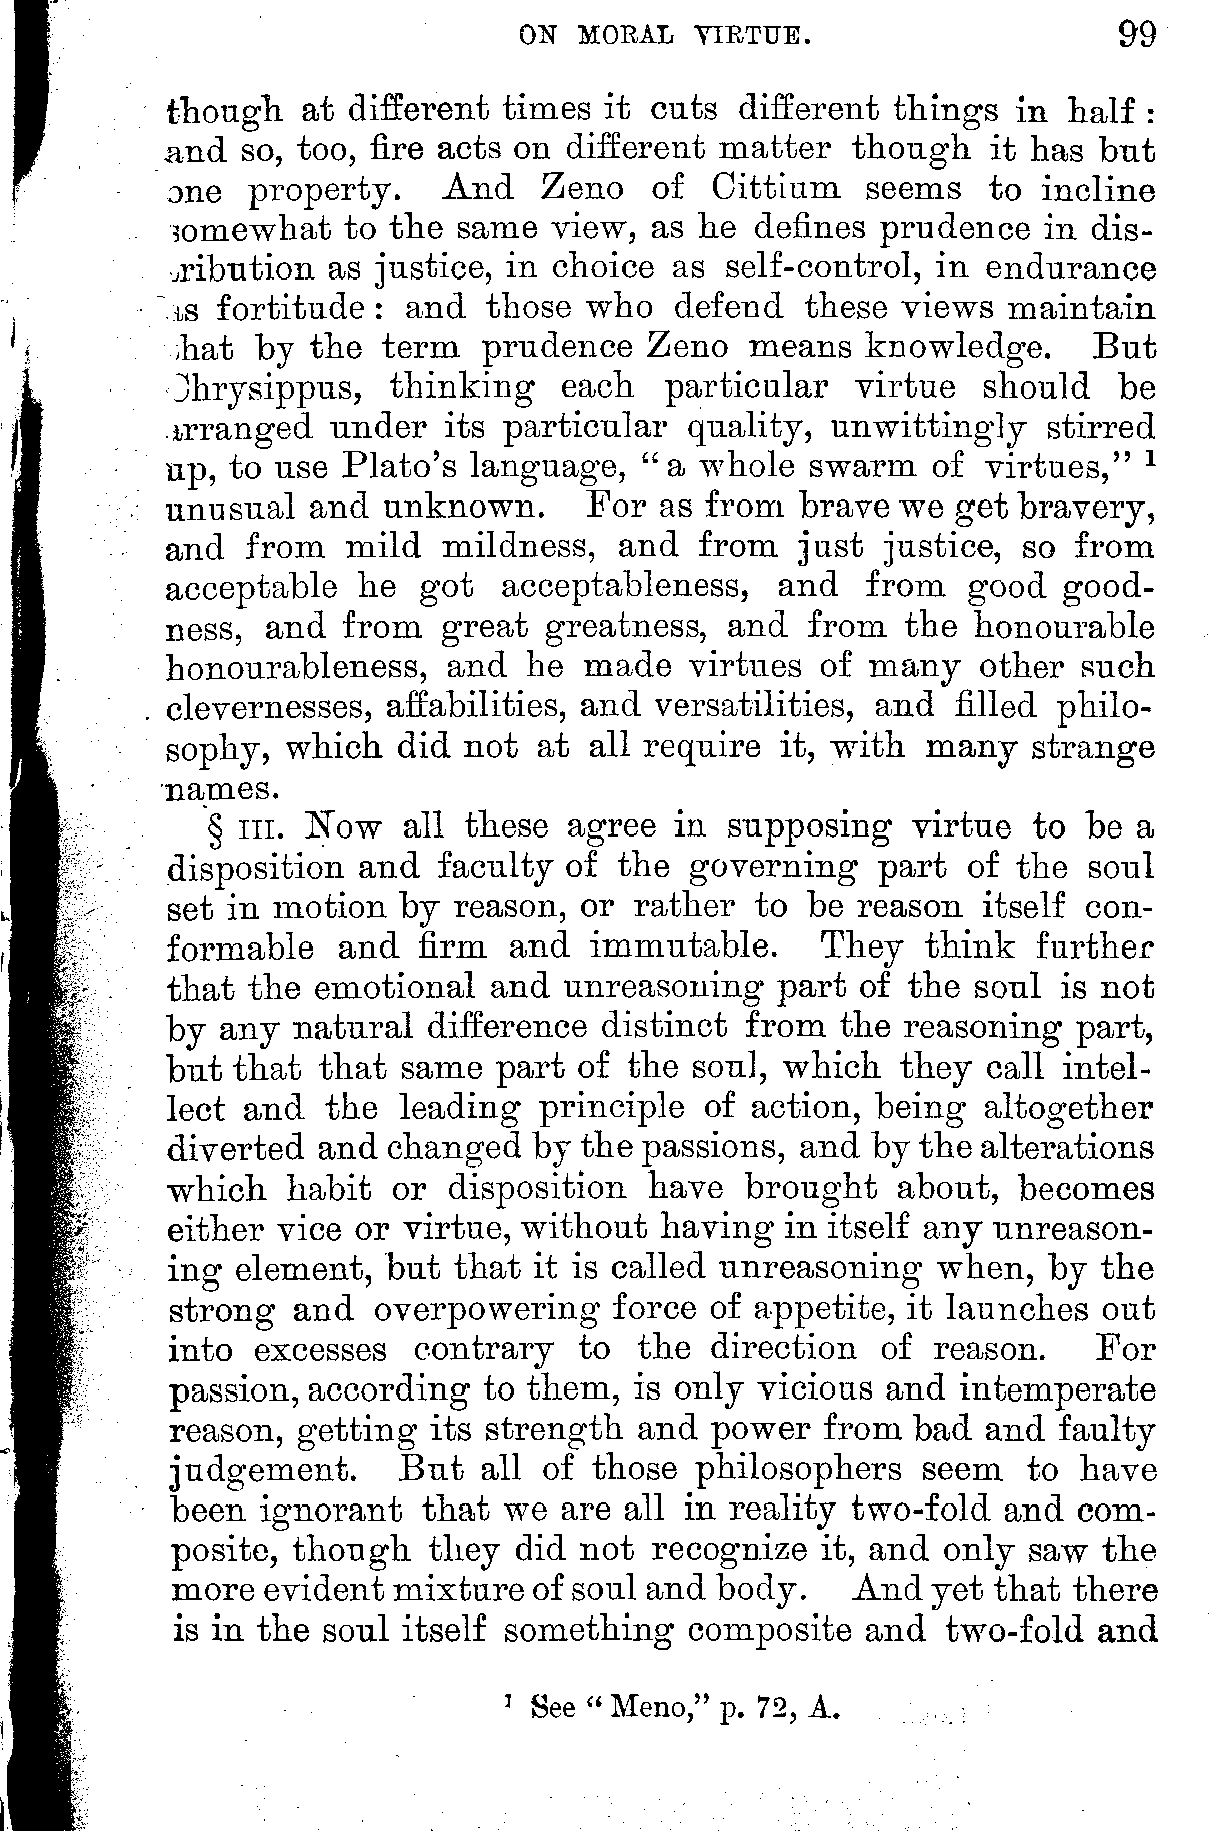 ON MORAL VIRTUE. 99
though at different times it cuts different things in half :
and so, too, fire acts on different matter though it has but
one property. And Zeno of Cittium seems to incline
somewhat to the same view, as he defines prudence in dis-
tribution as justice, in choice as self-control, in endurance
as fortitude : and those who defend these views maintain
that by the term prudence Zeno means knowledge. But
Chrysippus, thinking each particular virtue should be
arranged under its particular quality, unwittingly stirred
up, to use Plato's language, “a whole swarm of virtues,” ¹
unusual and unknown. For as from brave we get bravery,
and from mild mildness, and from just justice, so from
acceptable he got acceptableness, and from good good-
ness, and from great greatness, and from the honourable
honourableness, and he made virtues of many other such
clevernesses, affabilities, and versatilities, and filled philo-
sophy, which did not at all require it, with many strange
names.
§ III. Now all these agree in supposing virtue to be a
disposition and faculty of the governing part of the soul
set in motion by reason, or rather to be reason itself con-
formable and firm and immutable. They think further
that the emotional and unreasoning part of the soul is not
by any natural difference distinct from the reasoning part,
but that that same part of the soul, which they call intel-
lect and the leading principle of action, being altogether
diverted and changed by the passions, and by the alterations
which habit or disposition have brought about, becomes
either vice or virtue, without having in itself any unreason-
ing element, but that it is called unreasoning when, by the
strong and overpowering force of appetite, it launches out
into excesses contrary to the direction of reason. For
passion, according to them, is only vicious and intemperate
reason, getting its strength and power from bad and faulty
judgement. But all of those philosophers seem to have
been ignorant that we are all in reality two-fold and com-
posite, though they did not recognize it, and only saw the
more evident mixture of soul and body. And yet that there
is in the soul itself something composite and two-fold and
¹ See “Meno,” p. 72, A.